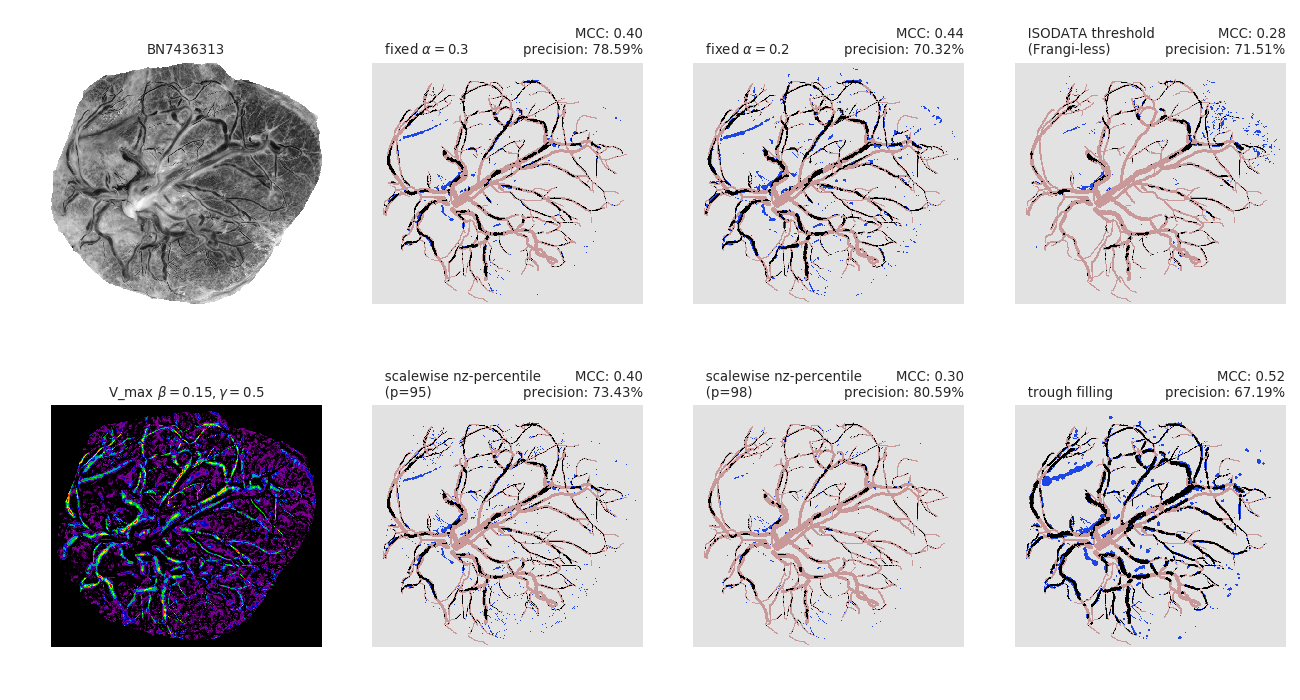 BN7436313
fixed α = 0.3
MCC: 0.40
precision: 78.59%
fixed α = 0.2
MCC: 0.44
precision: 70.32%
ISODATA threshold
(Frangi-less)
MCC: 0.28
precision: 71.51%
V_max β = 0.15, γ = 0.5
scalewise nz-percentile
(p=95)
MCC: 0.40
precision: 73.43%
scalewise nz-percentile
(p=98)
MCC: 0.30
precision: 80.59%
trough filling
MCC: 0.52
precision: 67.19%